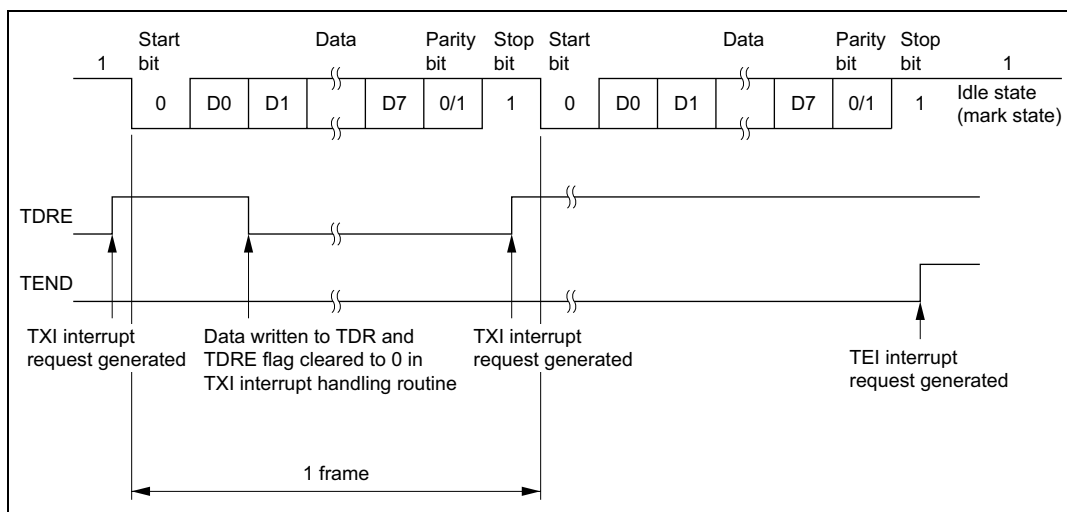 Start bit
Data
Parity bit
Stop bit
Start bit
Data
Parity bit
Stop bit
1
1
0
D0
D1
D7
0/1
1
0
D0
D1
D7
0/1
1
Idle state
(mark state)
TDRE
TEND
TXI interrupt
request generated
Data written to TDR and
TDRE flag cleared to 0 in
TXI interrupt handling routine
TXI interrupt
request generated
TEI interrupt
request generated
1 frame